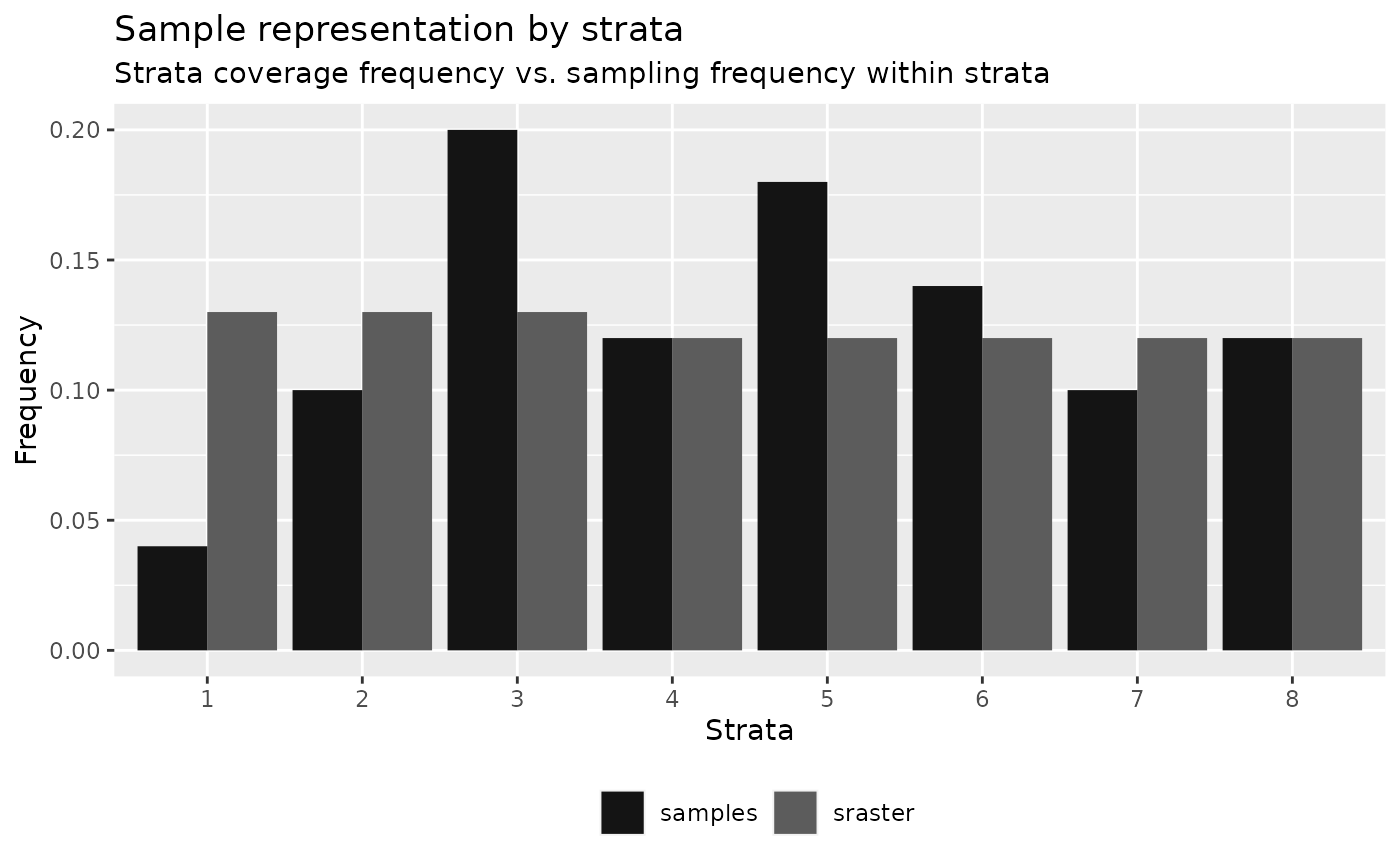 Sample representation by strata
Strata coverage frequency vs. sampling frequency within strata
Frequency
0.20
0.15
0.10
0.05
0.00
1 2 3 4 5 6 7 8
Strata
samples sraster